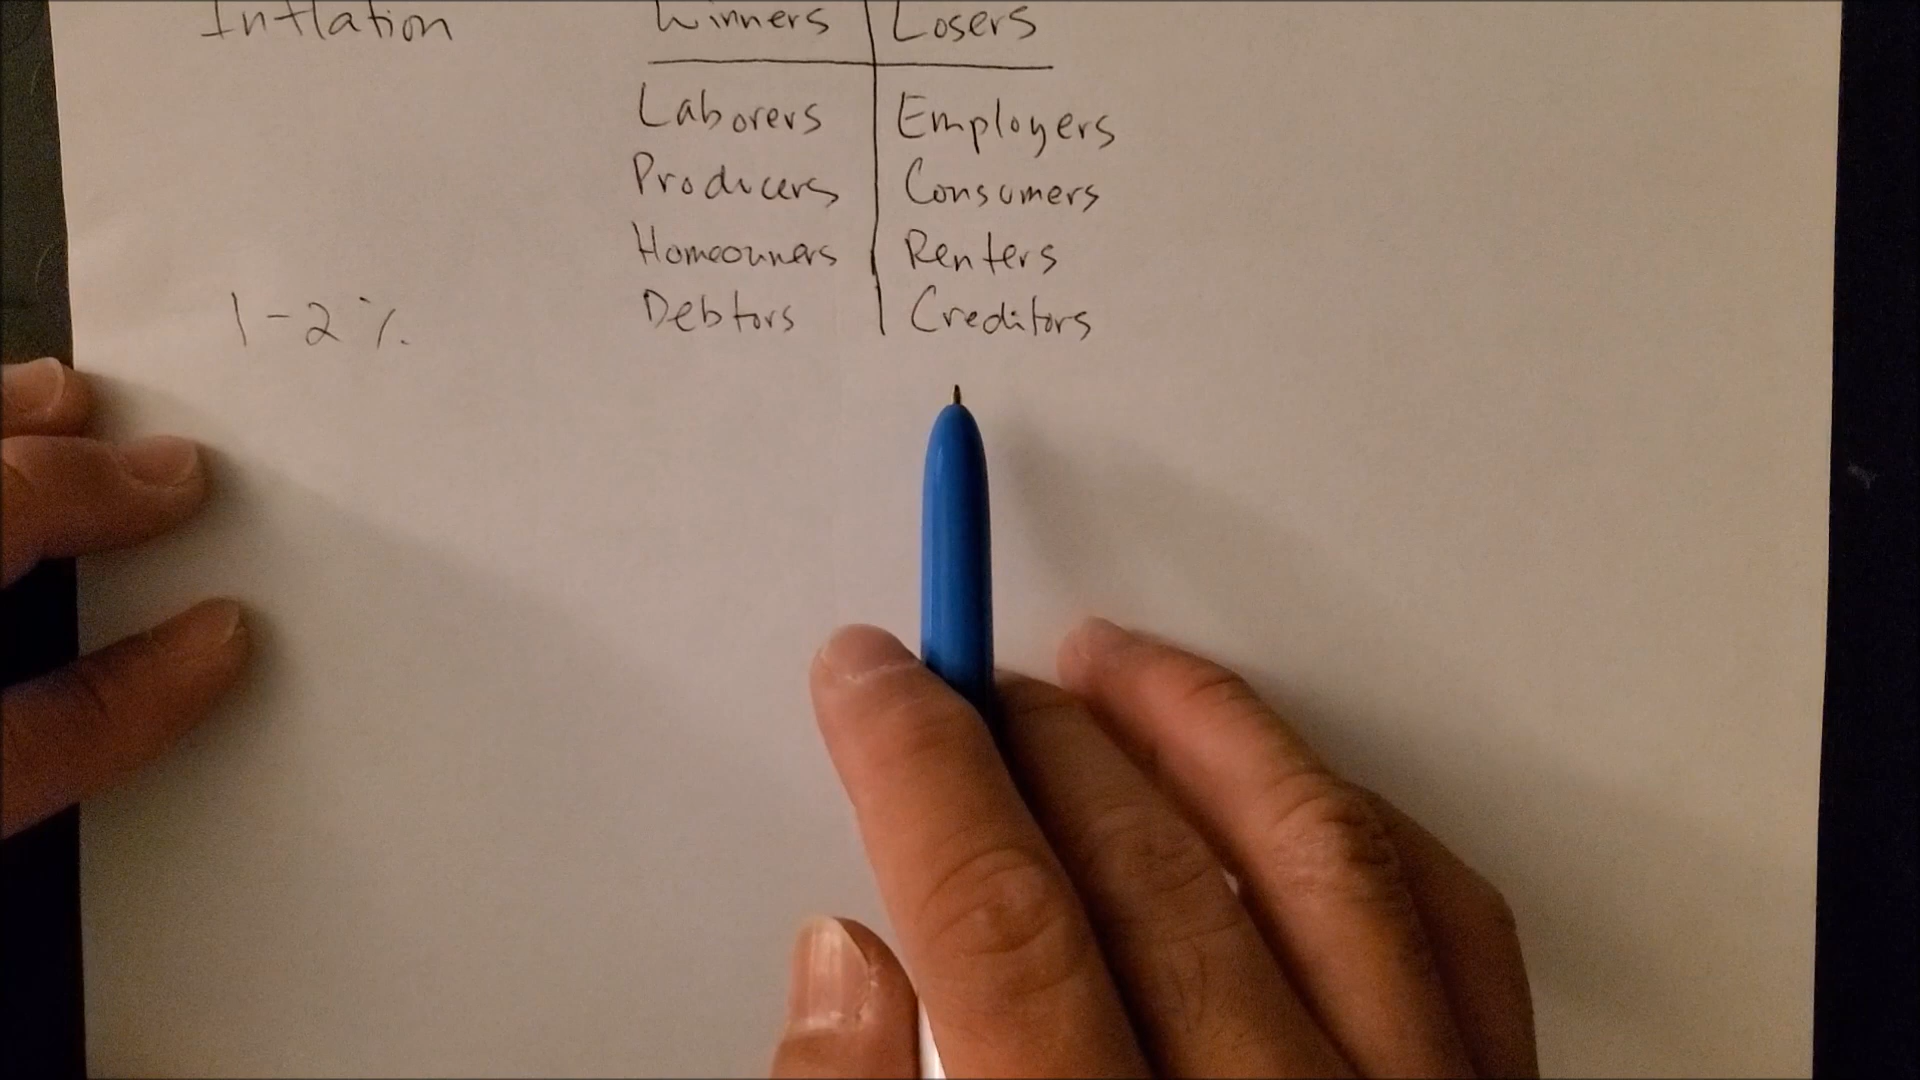 Inflation Winners Losers
Laborers Employers
Producers Consumers
Homeowners Renters
1-2% Debtors Creditors